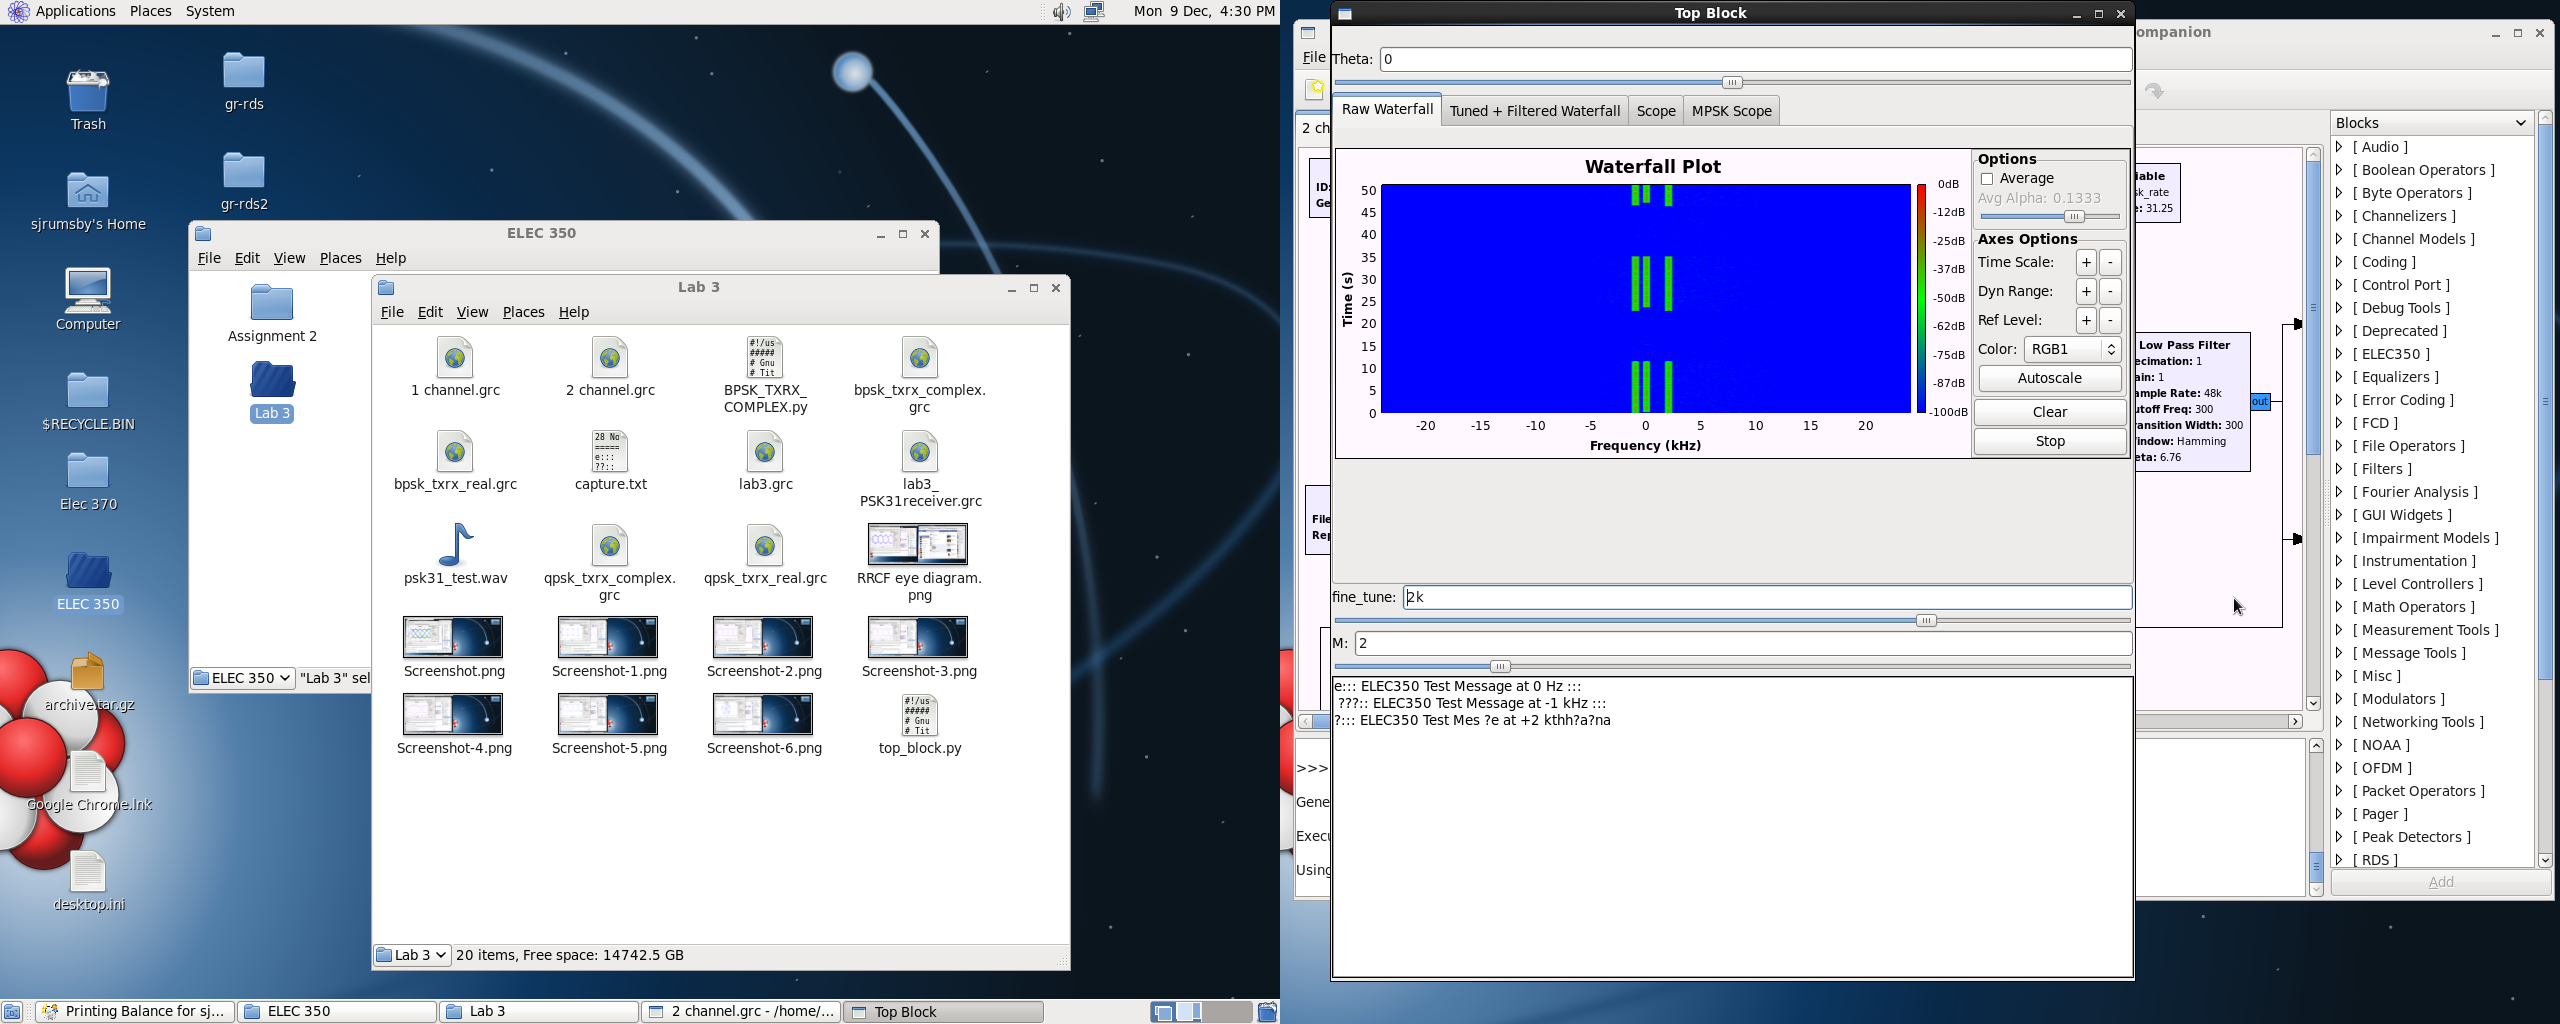 Applications Places System
Mon 9 Dec, 4:30 PM
Trash
sjrumsby's Home
Computer
$RECYCLE.BIN
Elec 370
ELEC 350
archive.tar.gz
Google Chrome.lnk
desktop.ini
gr-rds
gr-rds2
ELEC 350
File Edit View Places Help
Assignment 2
Lab 3
ELEC 350
"Lab 3" sel
Lab 3
File Edit View Places Help
1 channel.grc
2 channel.grc
BPSK_TXRX_
COMPLEX.py
bpsk_txrx_complex.
grc
bpsk_txrx_real.grc
capture.txt
lab3.grc
lab3_
PSK31receiver.grc
psk31_test.wav
qpsk_txrx_complex.
grc
qpsk_txrx_real.grc
RRCF eye diagram.
png
Screenshot.png
Screenshot-1.png
Screenshot-2.png
Screenshot-3.png
Screenshot-4.png
Screenshot-5.png
Screenshot-6.png
top_block.py
Lab 3
20 items, Free space: 14742.5 GB
Printing Balance for sj...
ELEC 350
Lab 3
2 channel.grc - /home/...
Top Block
Top Block
Theta: 0
Raw Waterfall
Tuned + Filtered Waterfall
Scope
MPSK Scope
Waterfall Plot
Time (s)
50
45
40
35
30
25
20
15
10
5
0
-20 -15 -10 -5 0 5 10 15 20
Frequency (kHz)
0dB
-12dB
-25dB
-37dB
-50dB
-62dB
-75dB
-87dB
-100dB
Options
Average
Avg Alpha: 0.1333
Axes Options
Time Scale: + -
Dyn Range: + -
Ref Level: + -
Color: RGB1
Autoscale
Clear
Stop
fine_tune: 2k
M: 2
e::: ELEC350 Test Message at 0 Hz :::
???:: ELEC350 Test Message at -1 kHz :::
?::: ELEC350 Test Mes ?e at +2 kthh?a?na
ompanion
File
2 ch
ID:
Ge
File
Rep
>>>
Gene
Execu
Using
iable
sk_rate
e: 31.25
Low Pass Filter
ecimation: 1
ain: 1
ample Rate: 48k
utoff Freq: 300
ransition Width: 300
indow: Hamming
eta: 6.76
out
Blocks
[ Audio ]
[ Boolean Operators ]
[ Byte Operators ]
[ Channelizers ]
[ Channel Models ]
[ Coding ]
[ Control Port ]
[ Debug Tools ]
[ Deprecated ]
[ ELEC350 ]
[ Equalizers ]
[ Error Coding ]
[ FCD ]
[ File Operators ]
[ Filters ]
[ Fourier Analysis ]
[ GUI Widgets ]
[ Impairment Models ]
[ Instrumentation ]
[ Level Controllers ]
[ Math Operators ]
[ Measurement Tools ]
[ Message Tools ]
[ Misc ]
[ Modulators ]
[ Networking Tools ]
[ NOAA ]
[ OFDM ]
[ Packet Operators ]
[ Pager ]
[ Peak Detectors ]
[ RDS ]
Add